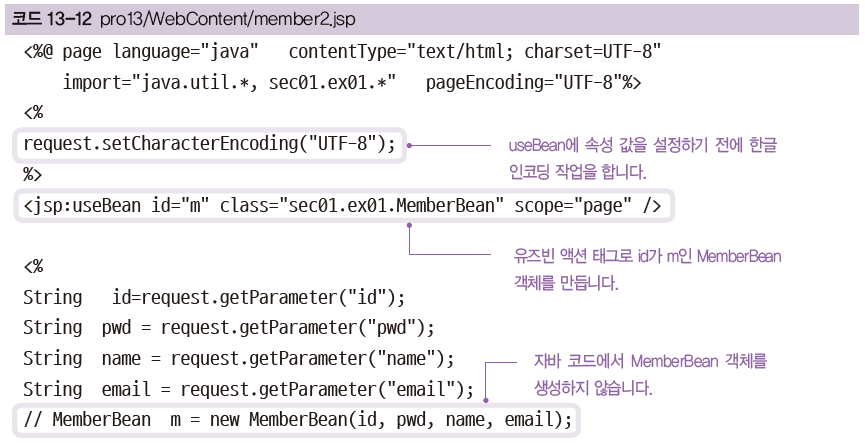 코드 13-12 pro13/WebContent/member2.jsp
<%@ page language="java" contentType="text/html; charset=UTF-8"
import="java.util.*, sec01.ex01.*" pageEncoding="UTF-8"%>
<%
request.setCharacterEncoding("UTF-8");
useBean에 속성 값을 설정하기 전에 한글
인코딩 작업을 합니다.
%>
<jsp:useBean id="m" class="sec01.ex01.MemberBean" scope="page" />
유즈빈 액션 태그로 id가 m인 MemberBean
객체를 만듭니다.
<%
String id=request.getParameter("id");
String pwd = request.getParameter("pwd");
String name = request.getParameter("name");
String email = request.getParameter("email");
자바 코드에서 MemberBean 객체를
생성하지 않습니다.
// MemberBean m = new MemberBean(id, pwd, name, email);